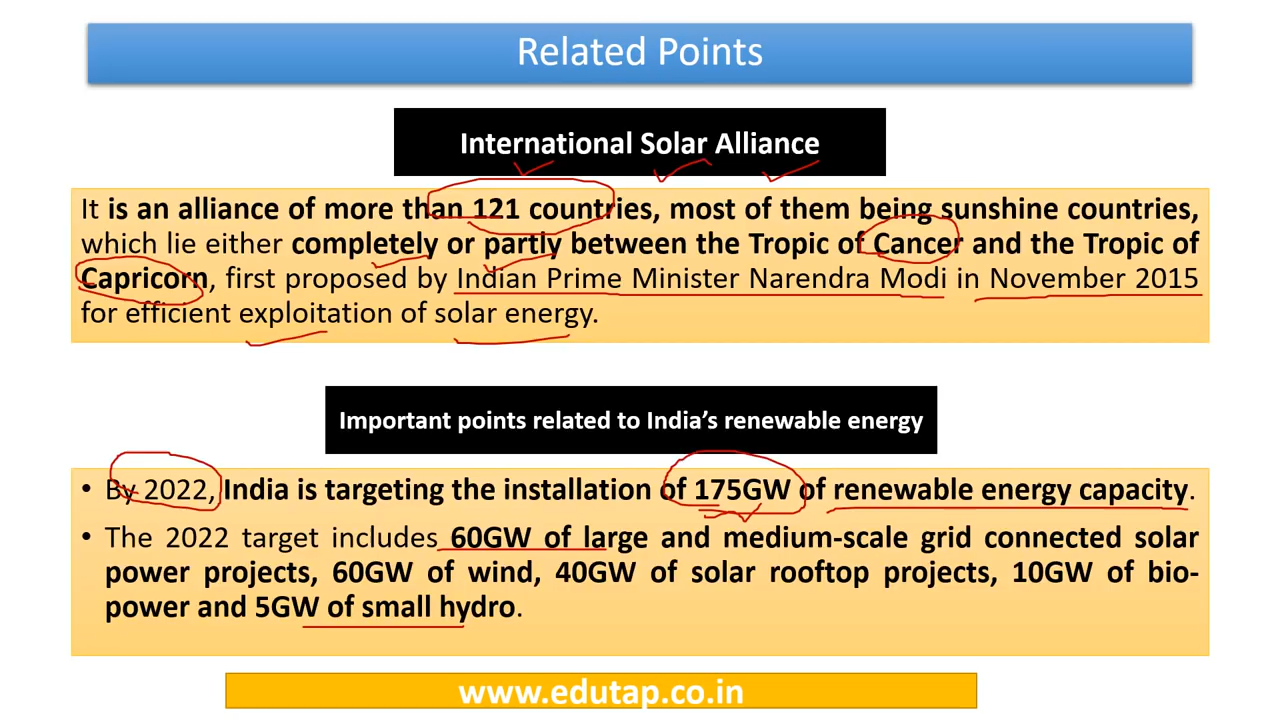 Related Points
International Solar Alliance
It is an alliance of more than 121 countries, most of them being sunshine countries,
which lie either completely or partly between the Tropic of Cancer and the Tropic of
Capricorn, first proposed by Indian Prime Minister Narendra Modi in November 2015
for efficient exploitation of solar energy.
Important points related to India's renewable energy
• By 2022, India is targeting the installation of 175GW of renewable energy capacity.
• The 2022 target includes 60GW of large and medium-scale grid connected solar
power projects, 60GW of wind, 40GW of solar rooftop projects, 10GW of bio-
power and 5GW of small hydro.
www.edutap.co.in